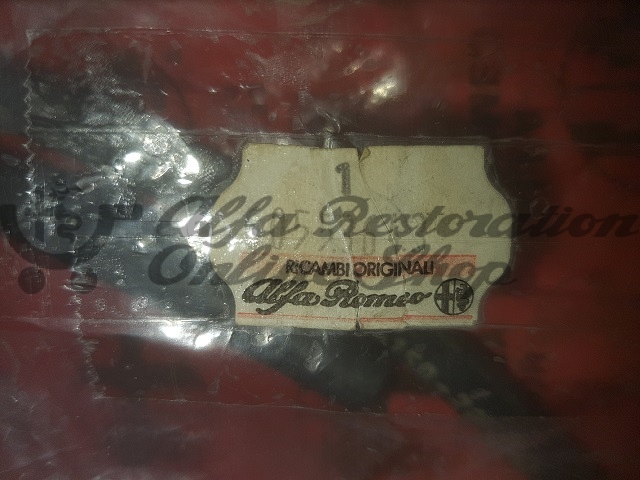 1
Alfa Restoration
Online Shop
RICAMBI ORIGINALI
Alfa Romeo